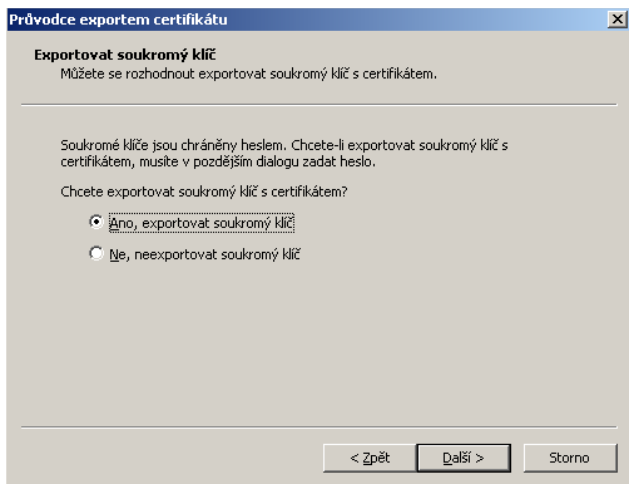 Průvodce exportem certifikátu
Exportovat soukromý klíč
Můžete se rozhodnout exportovat soukromý klíč s certifikátem.
Soukromé klíče jsou chráněny heslem. Chcete-li exportovat soukromý klíč s
certifikátem, musíte v pozdějším dialogu zadat heslo.
Chcete exportovat soukromý klíč s certifikátem?
Ano, exportovat soukromý klíč
Ne, neexportovat soukromý klíč
< Zpět
Další >
Storno